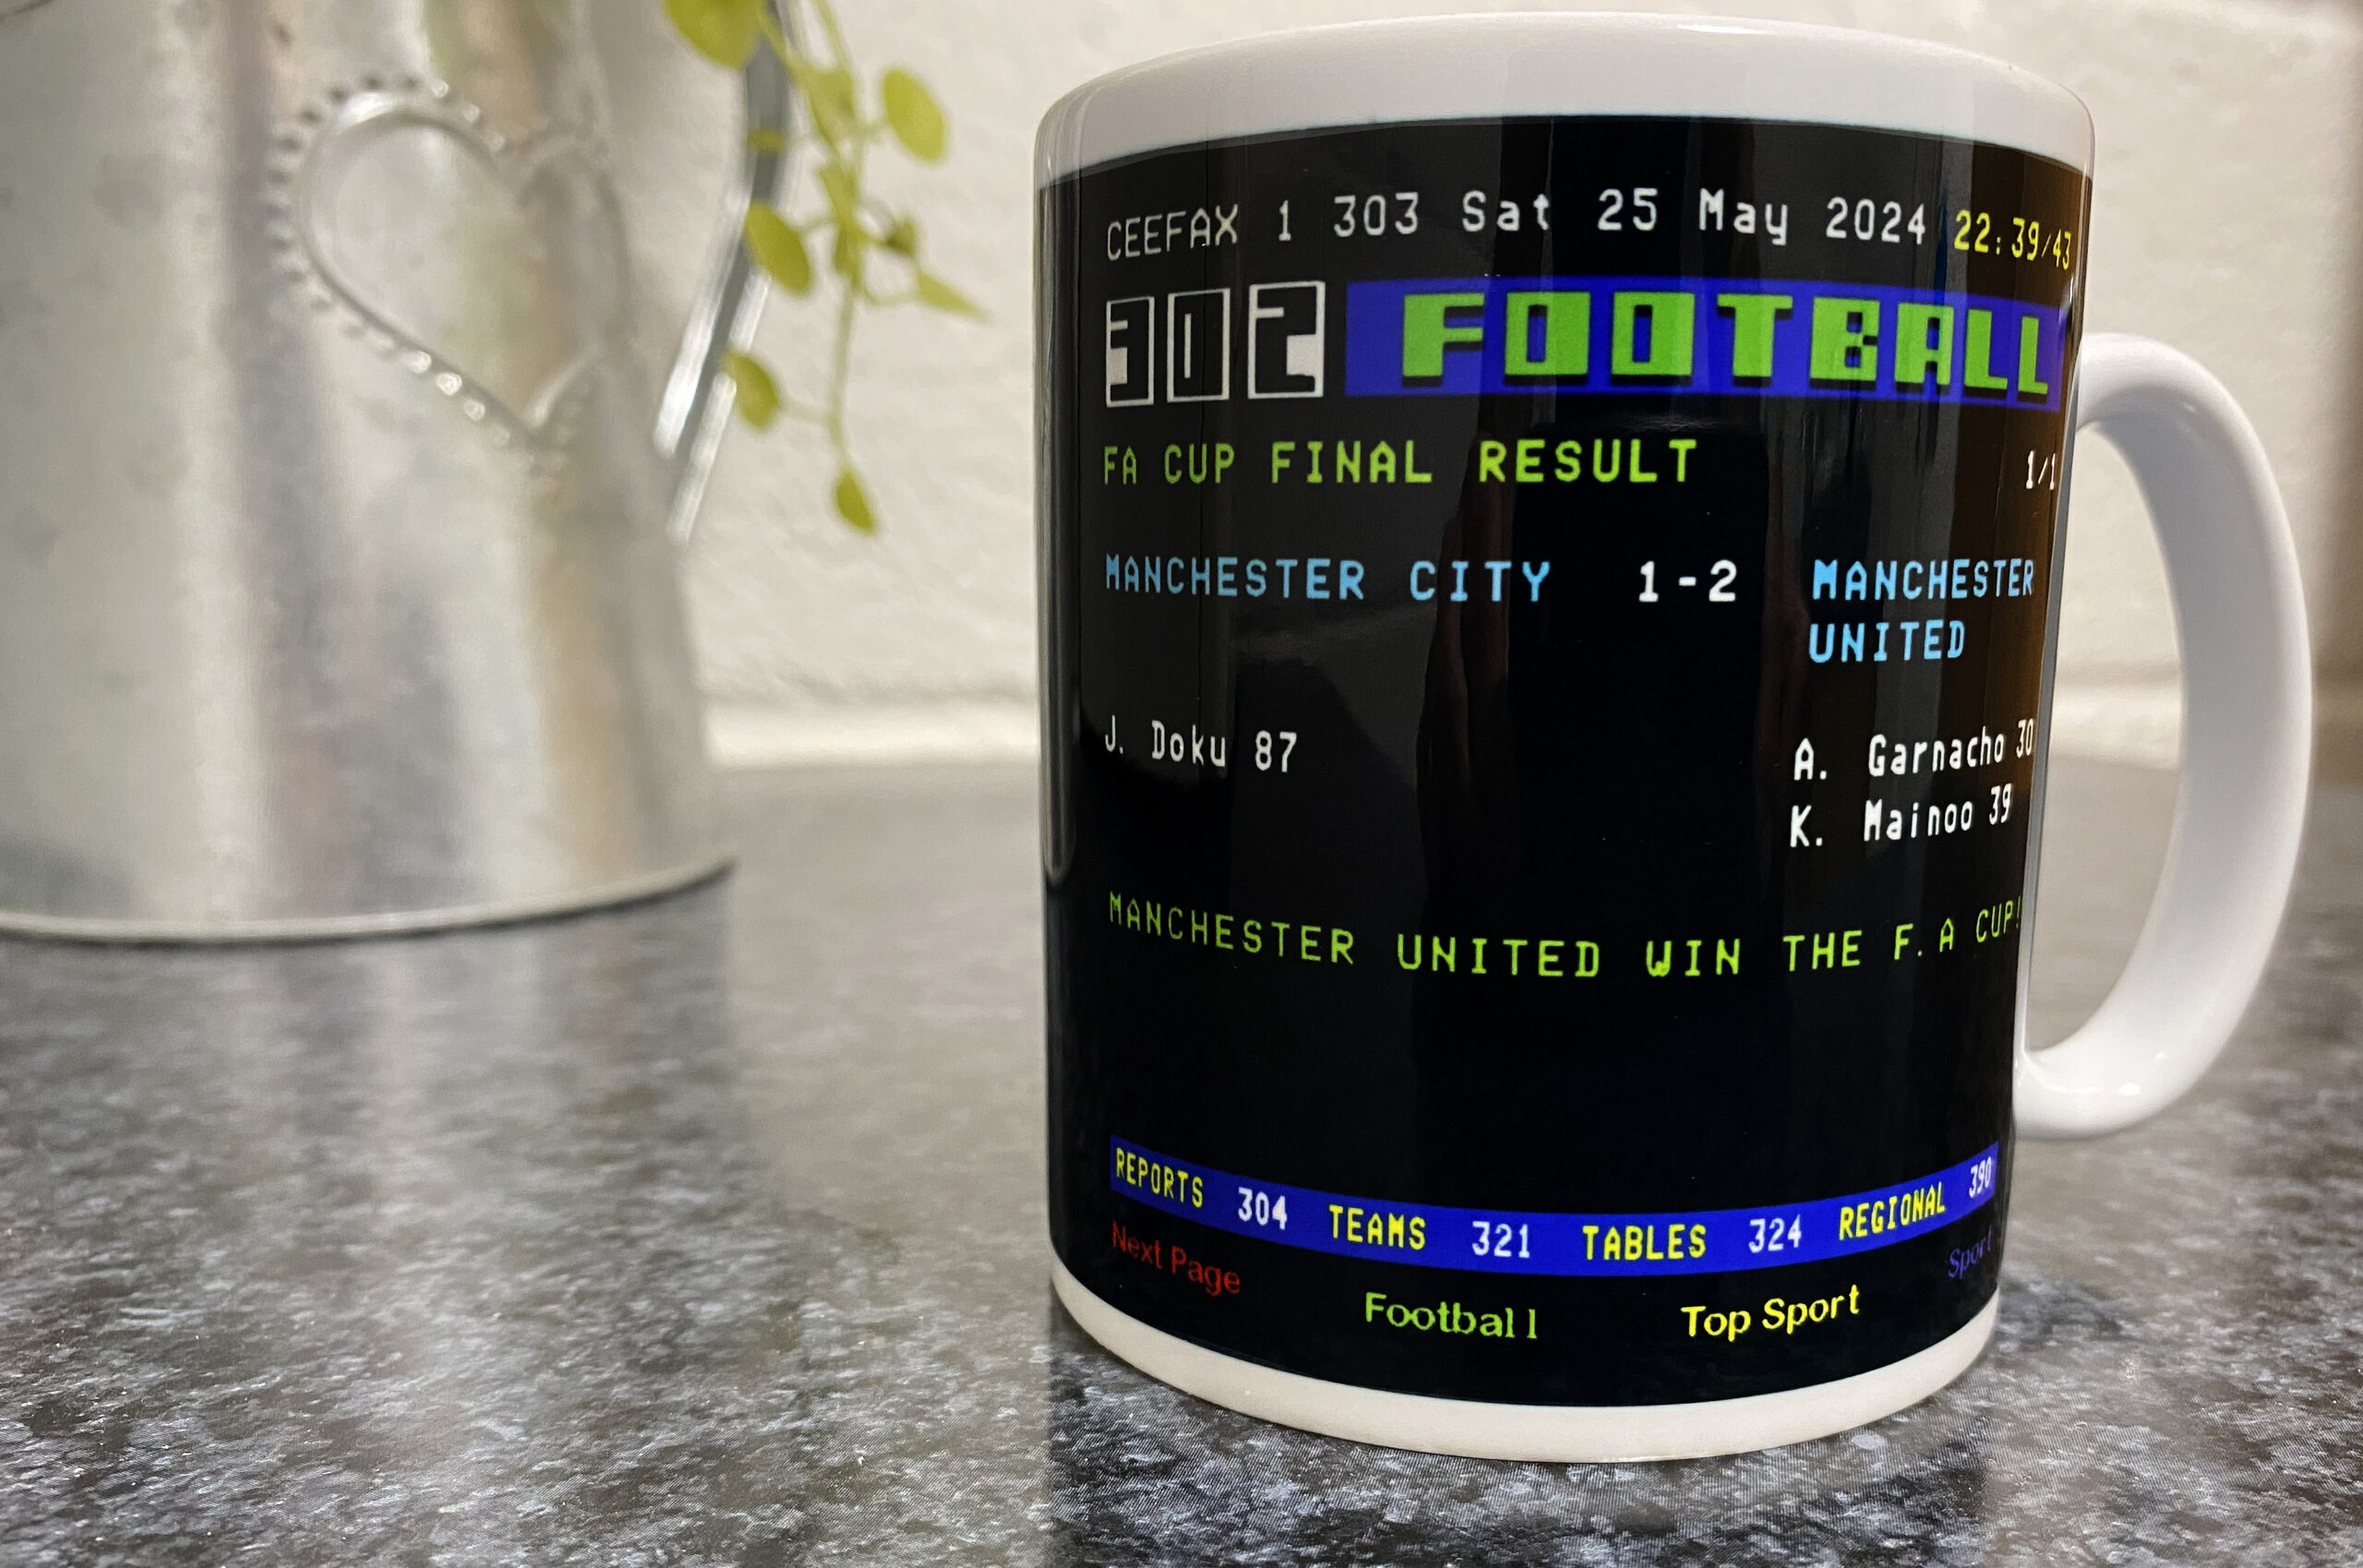 CEEFAX 1 303 Sat 25 May 2024 22:39/43
302 FOOTBALL
FA CUP FINAL RESULT 1/1
MANCHESTER CITY 1-2 MANCHESTER
UNITED
J. Doku 87 A. Garnacho 30
K. Mainoo 39
MANCHESTER UNITED WIN THE F.A CUP!
REPORTS 304 TEAMS 321 TABLES 324 REGIONAL 390
Next Page Football Top Sport Sport